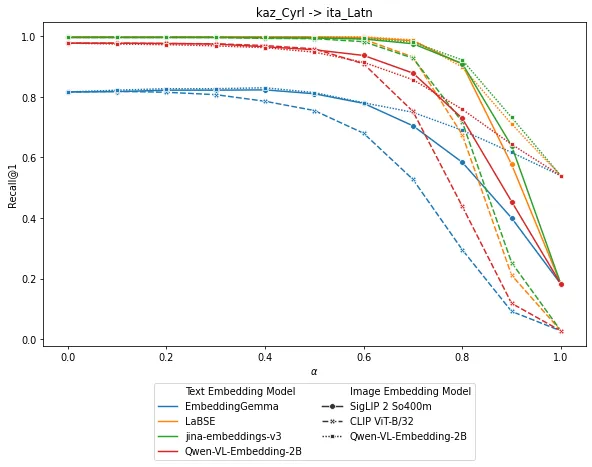 kaz_Cyrl -> ita_Latn
Recall@1
1.0
0.8
0.6
0.4
0.2
0.0
0.0 0.2 0.4 0.6 0.8 1.0
α
Text Embedding Model
EmbeddingGemma
LaBSE
jina-embeddings-v3
Qwen-VL-Embedding-2B
Image Embedding Model
SigLIP 2 So400m
CLIP ViT-B/32
Qwen-VL-Embedding-2B